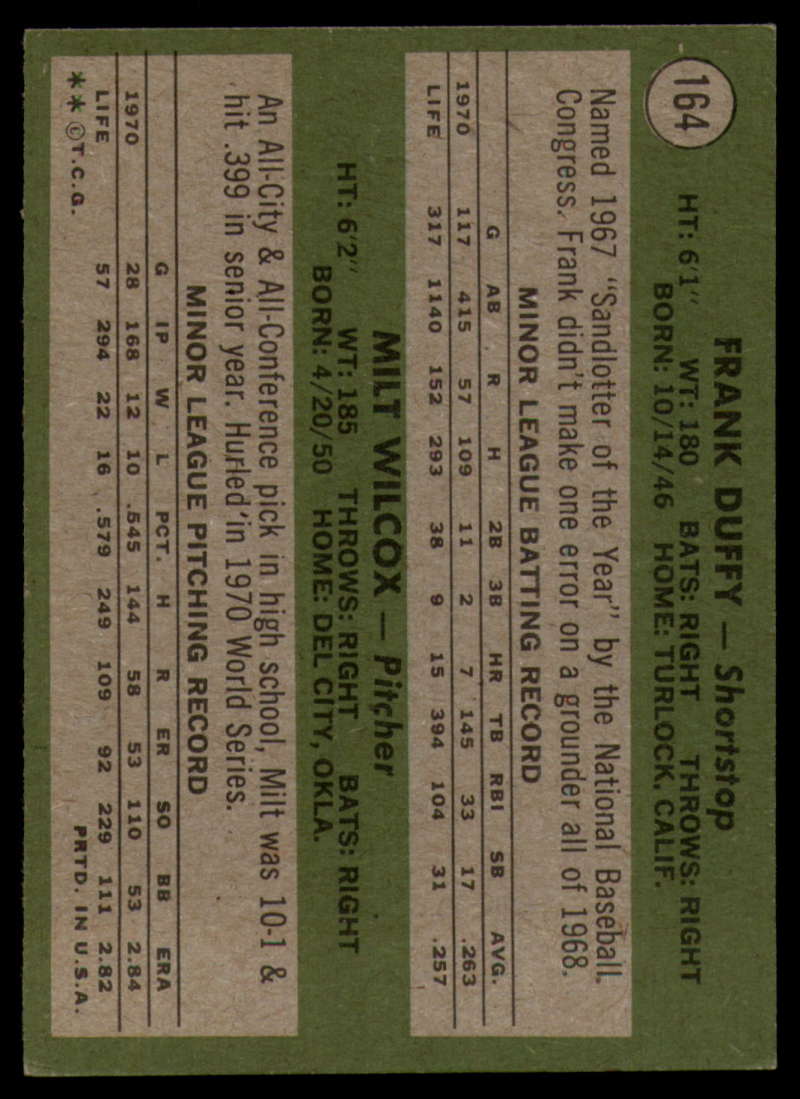 164
FRANK DUFFY — Shortstop
HT: 6'1" WT: 180 BATS: RIGHT THROWS: RIGHT
BORN: 10/14/46 HOME: TURLOCK, CALIF.
Named 1967 "Sandlotter of the Year" by the National Baseball
Congress. Frank didn't make one error on a grounder all of 1968.
MINOR LEAGUE BATTING RECORD
G AB R H 2B 3B HR TB RBI SB AVG.
1970 117 415 57 109 11 2 7 145 33 17 .263
LIFE 317 1140 152 293 38 9 15 394 104 31 .257
MILT WILCOX — Pitcher
HT: 6'2" WT: 185 THROWS: RIGHT BATS: RIGHT
BORN: 4/20/50 HOME: DEL CITY, OKLA.
An All-City & All-Conference pick in high school, Milt was 10-1 &
hit .399 in senior year. Hurled in 1970 World Series.
MINOR LEAGUE PITCHING RECORD
G IP W L PCT. H R ER SO BB ERA
1970 28 168 12 10 .545 144 58 53 110 53 2.84
LIFE 57 294 22 16 .579 249 109 92 229 111 2.82
**©T.C.G. PRTD. IN U.S.A.